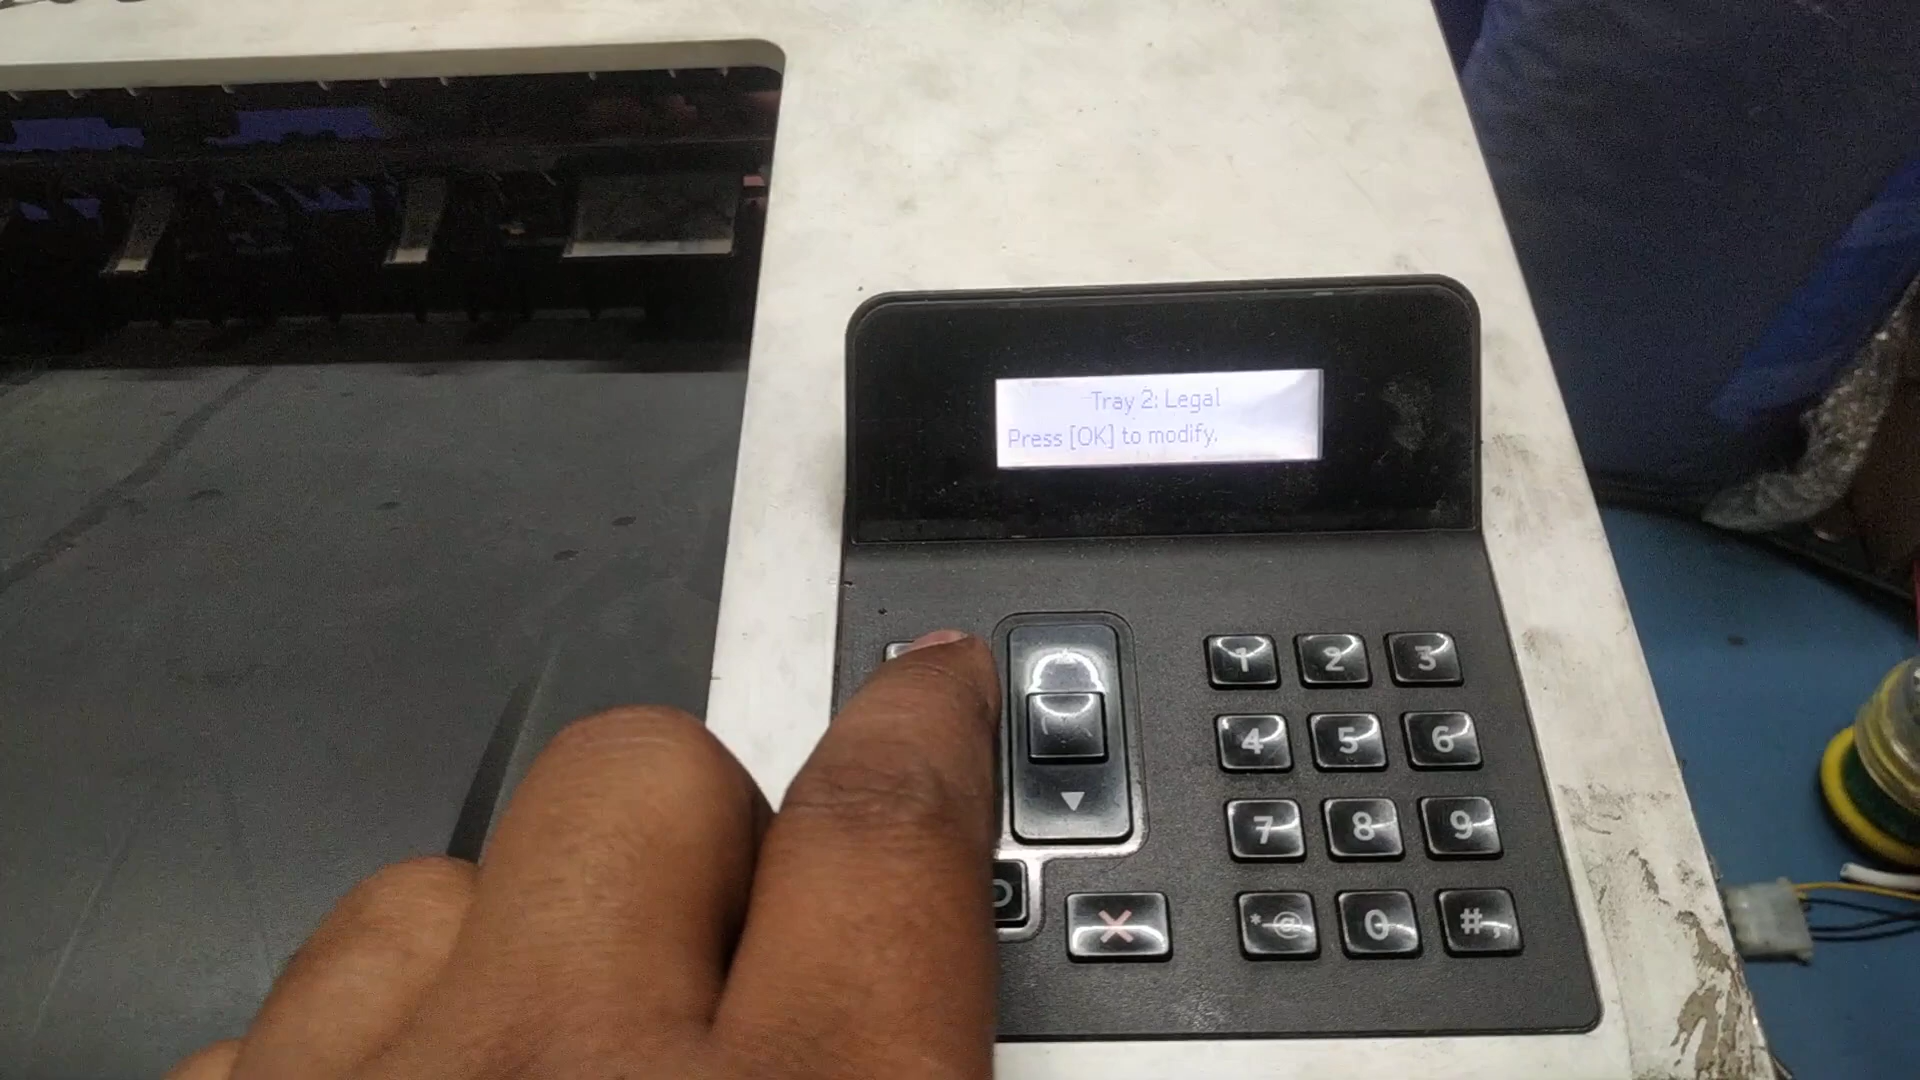 Tray 2: Legal
Press [OK] to modify.
1 2 3
4 5 6
7 8 9
* @ 0 # ,